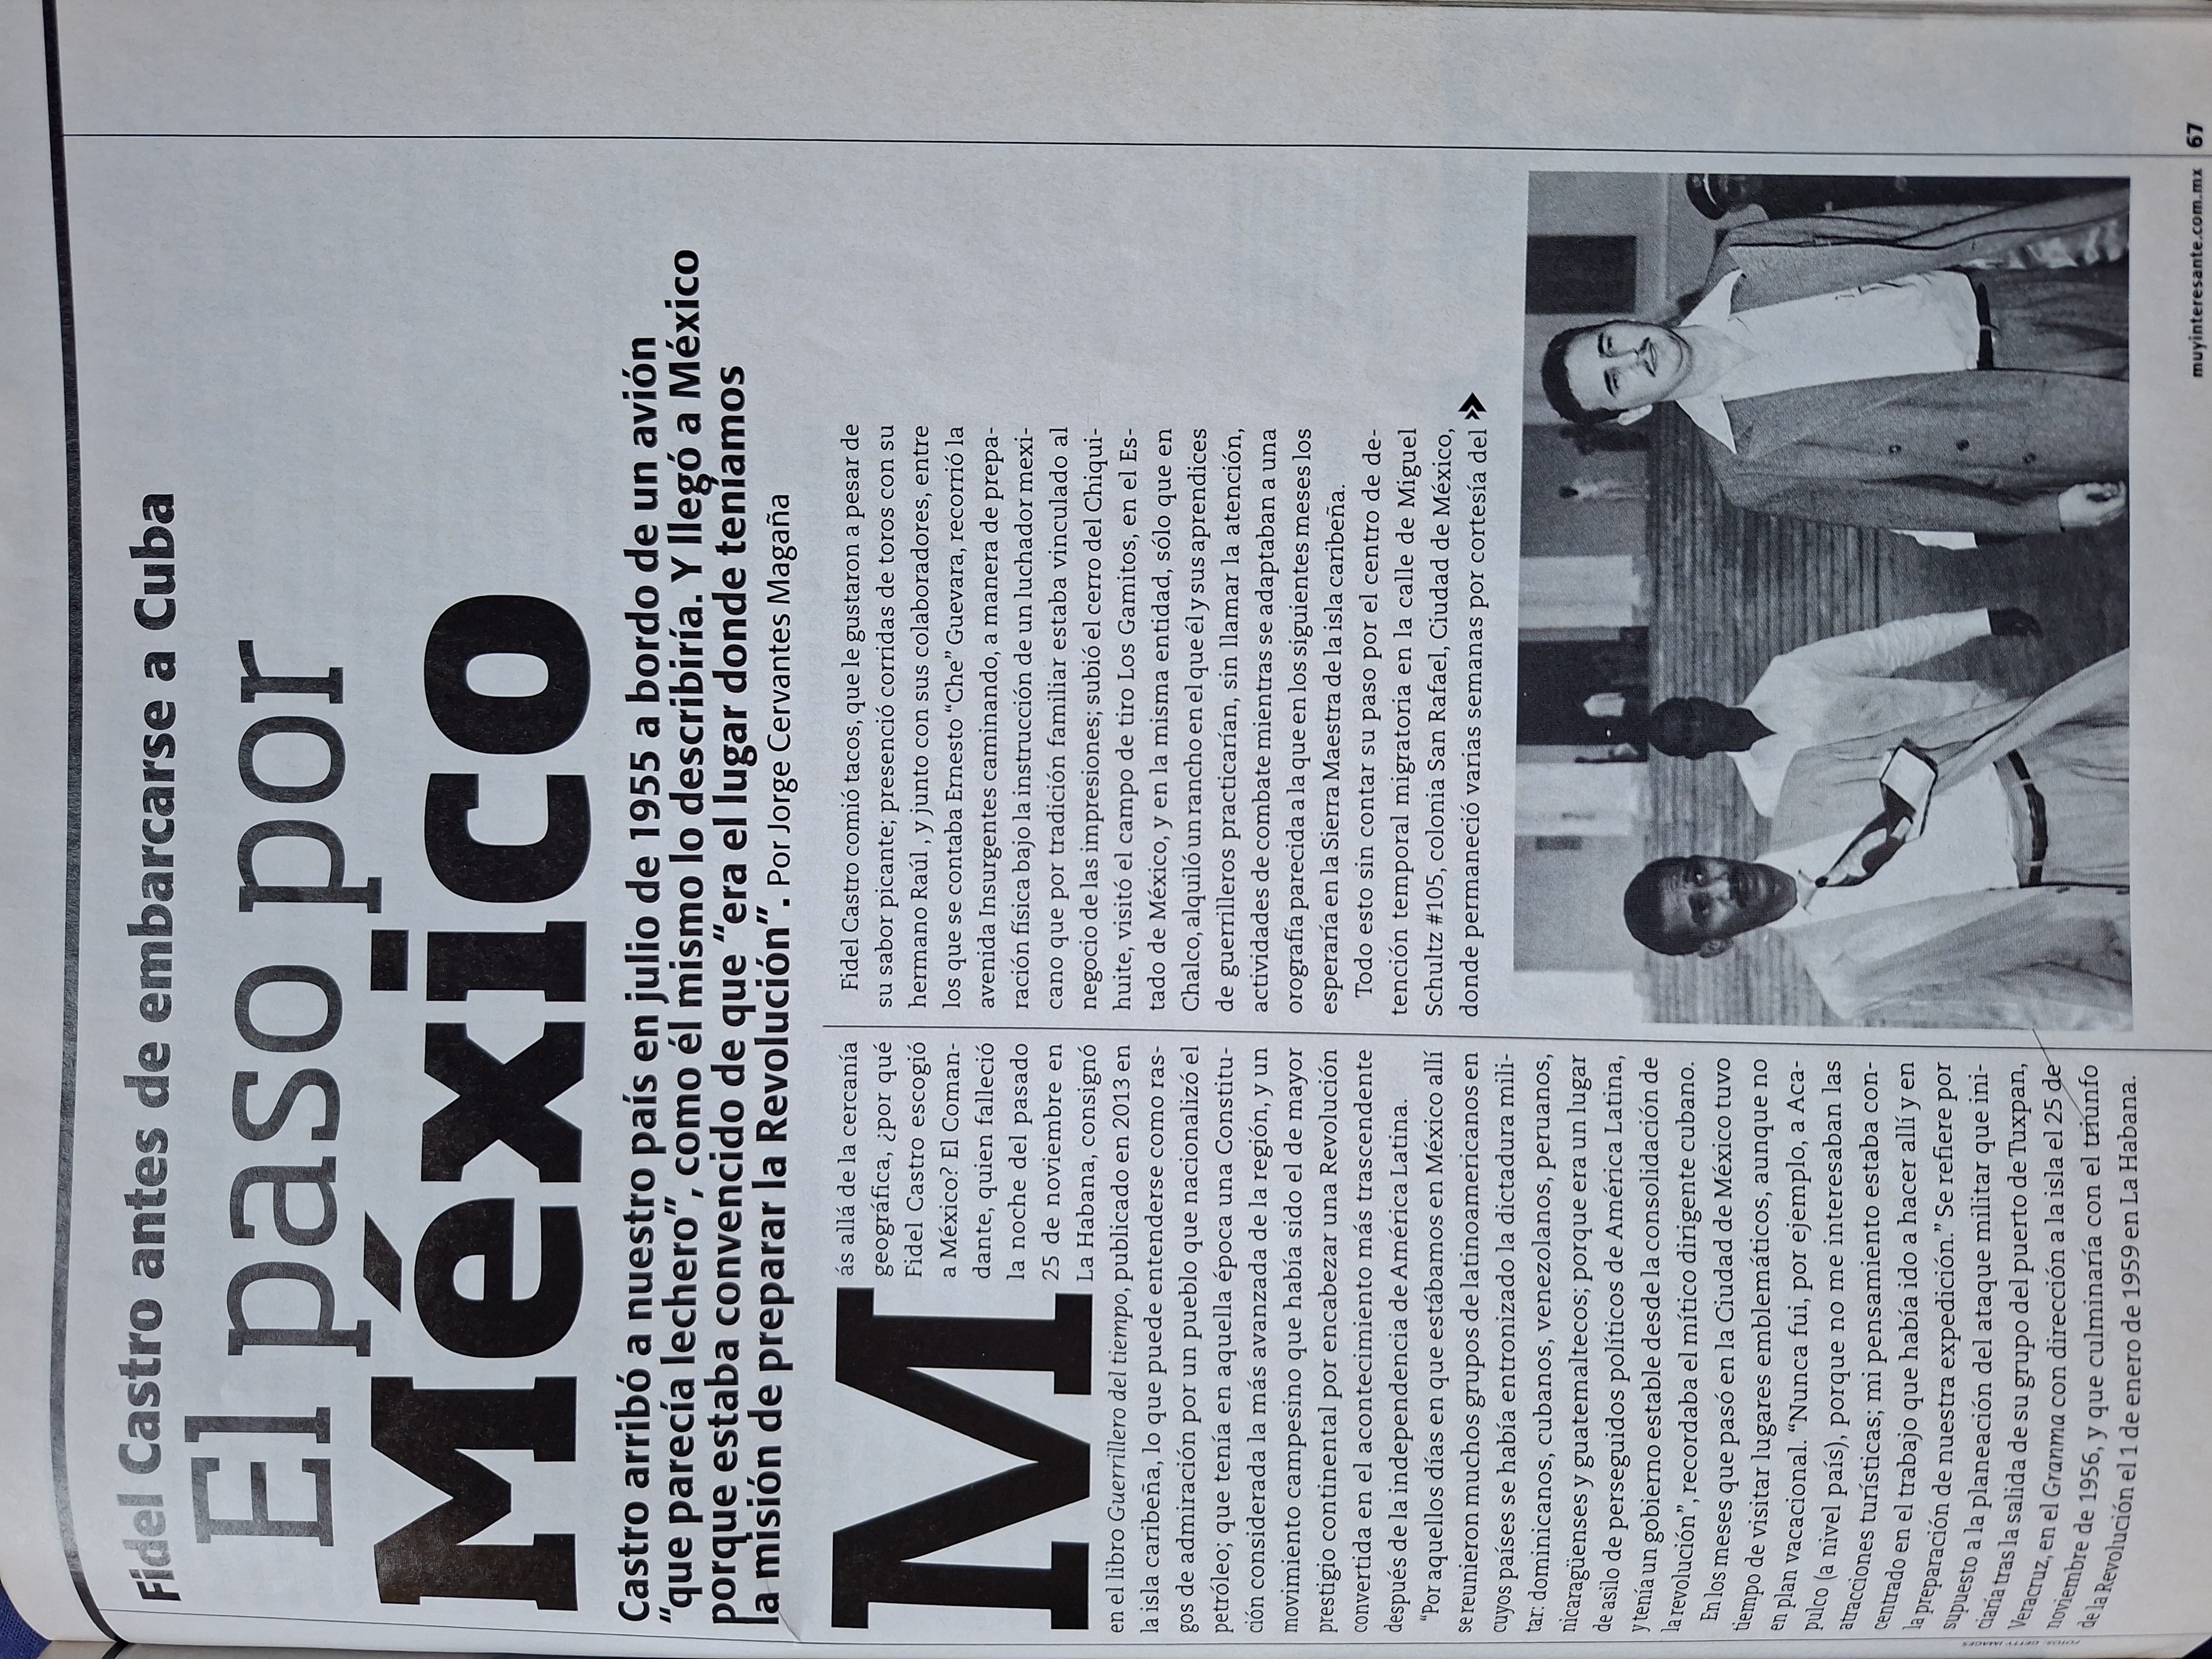 Fidel Castro antes de embarcarse a Cuba
El paso por
México
Castro arribó a nuestro país en julio de 1955 a bordo de un avión
“que parecía lechero”, como él mismo lo describiría. Y llegó a México
porque estaba convencido de que “era el lugar donde teníamos
la misión de preparar la Revolución”. Por Jorge Cervantes Magaña
M
ás allá de la cercanía
geográfica, ¿por qué
Fidel Castro escogió
a México? El Coman-
dante, quien falleció
la noche del pasado
25 de noviembre en
La Habana, consignó
en el libro Guerrillero del tiempo, publicado en 2013 en
la isla caribeña, lo que puede entenderse como ras-
gos de admiración por un pueblo que nacionalizó el
petróleo; que tenía en aquella época una Constitu-
ción considerada la más avanzada de la región, y un
movimiento campesino que había sido el de mayor
prestigio continental por encabezar una Revolución
convertida en el acontecimiento más trascendente
después de la independencia de América Latina.
“Por aquellos días en que estábamos en México allí
se reunieron muchos grupos de latinoamericanos en
cuyos países se había entronizado la dictadura mili-
tar: dominicanos, cubanos, venezolanos, peruanos,
nicaragüenses y guatemaltecos; porque era un lugar
de asilo de perseguidos políticos de América Latina,
y tenía un gobierno estable desde la consolidación de
la revolución”, recordaba el mítico dirigente cubano.
En los meses que pasó en la Ciudad de México tuvo
tiempo de visitar lugares emblemáticos, aunque no
en plan vacacional. “Nunca fui, por ejemplo, a Aca-
pulco (a nivel país), porque no me interesaban las
atracciones turísticas; mi pensamiento estaba con-
centrado en el trabajo que había ido a hacer allí y en
la preparación de nuestra expedición.” Se refiere por
supuesto a la planeación del ataque militar que ini-
ciaría tras la salida de su grupo del puerto de Tuxpan,
Veracruz, en el Granma con dirección a la isla el 25 de
noviembre de 1956, y que culminaría con el triunfo
de la Revolución el 1 de enero de 1959 en La Habana.
Fidel Castro comió tacos, que le gustaron a pesar de
su sabor picante; presenció corridas de toros con su
hermano Raúl , y junto con sus colaboradores, entre
los que se contaba Ernesto “Che” Guevara, recorrió la
avenida Insurgentes caminando, a manera de prepa-
ración física bajo la instrucción de un luchador mexi-
cano que por tradición familiar estaba vinculado al
negocio de las impresiones; subió el cerro del Chiqui-
huite, visitó el campo de tiro Los Gamitos, en el Es-
tado de México, y en la misma entidad, sólo que en
Chalco, alquiló un rancho en el que él y sus aprendices
de guerrilleros practicarían, sin llamar la atención,
actividades de combate mientras se adaptaban a una
orografía parecida a la que en los siguientes meses los
esperaría en la Sierra Maestra de la isla caribeña.
Todo esto sin contar su paso por el centro de de-
tención temporal migratoria en la calle de Miguel
Schultz #105, colonia San Rafael, Ciudad de México,
donde permaneció varias semanas por cortesía del
FOTOS: GETTY IMAGES
muyinteresante.com.mx | 67